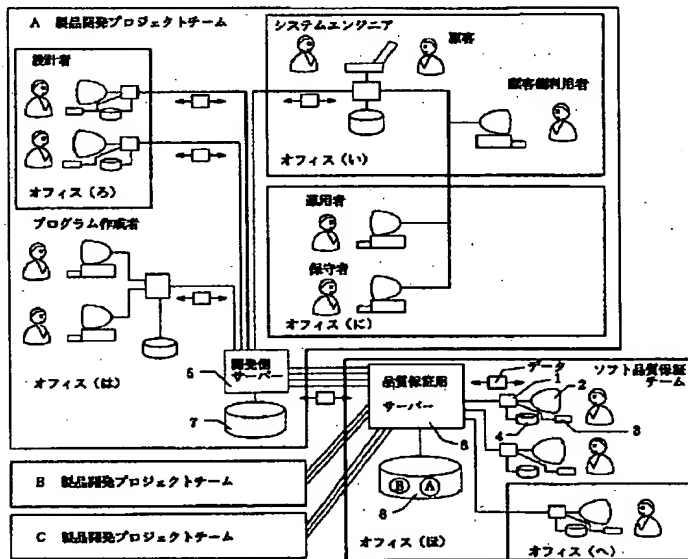 A 製品開発プロジェクトチーム
システムエンジニア
顧客
設計者
顧客側利用者
オフィス(い)
オフィス(ろ)
プログラム作成者
運用者
保守者
オフィス(に)
オフィス(は)
開発側
サーバー
5
7
品質保証用
サーバー
データ
ソフト品質保証
チーム
1
2
3
4
6
8
B A
B 製品開発プロジェクトチーム
C 製品開発プロジェクトチーム
オフィス(ほ)
オフィス(へ)